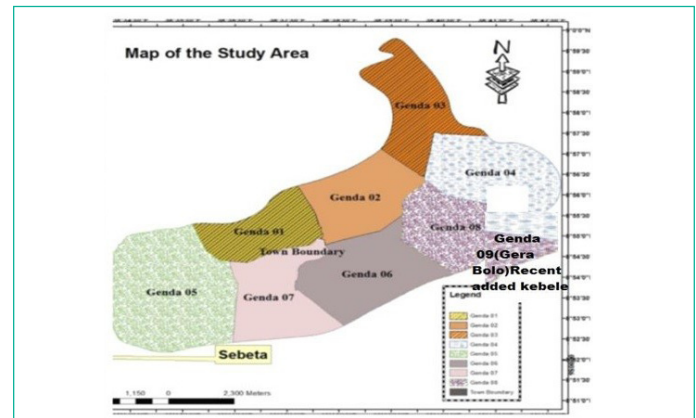 Map of the Study Area
N
Genda 03
Genda 04
Genda 02
Genda 01
Genda 08
Town Boundary
Genda
09(Gera
Bolo)Recent
added kebele
Genda 06
Genda 05
Genda 07
Legend
Genda 01
Genda 02
Genda 03
Genda 04
Genda 05
Genda 06
Genda 07
Genda 08
Town Boundary
Sebeta
1,150 0 2,300 Meters